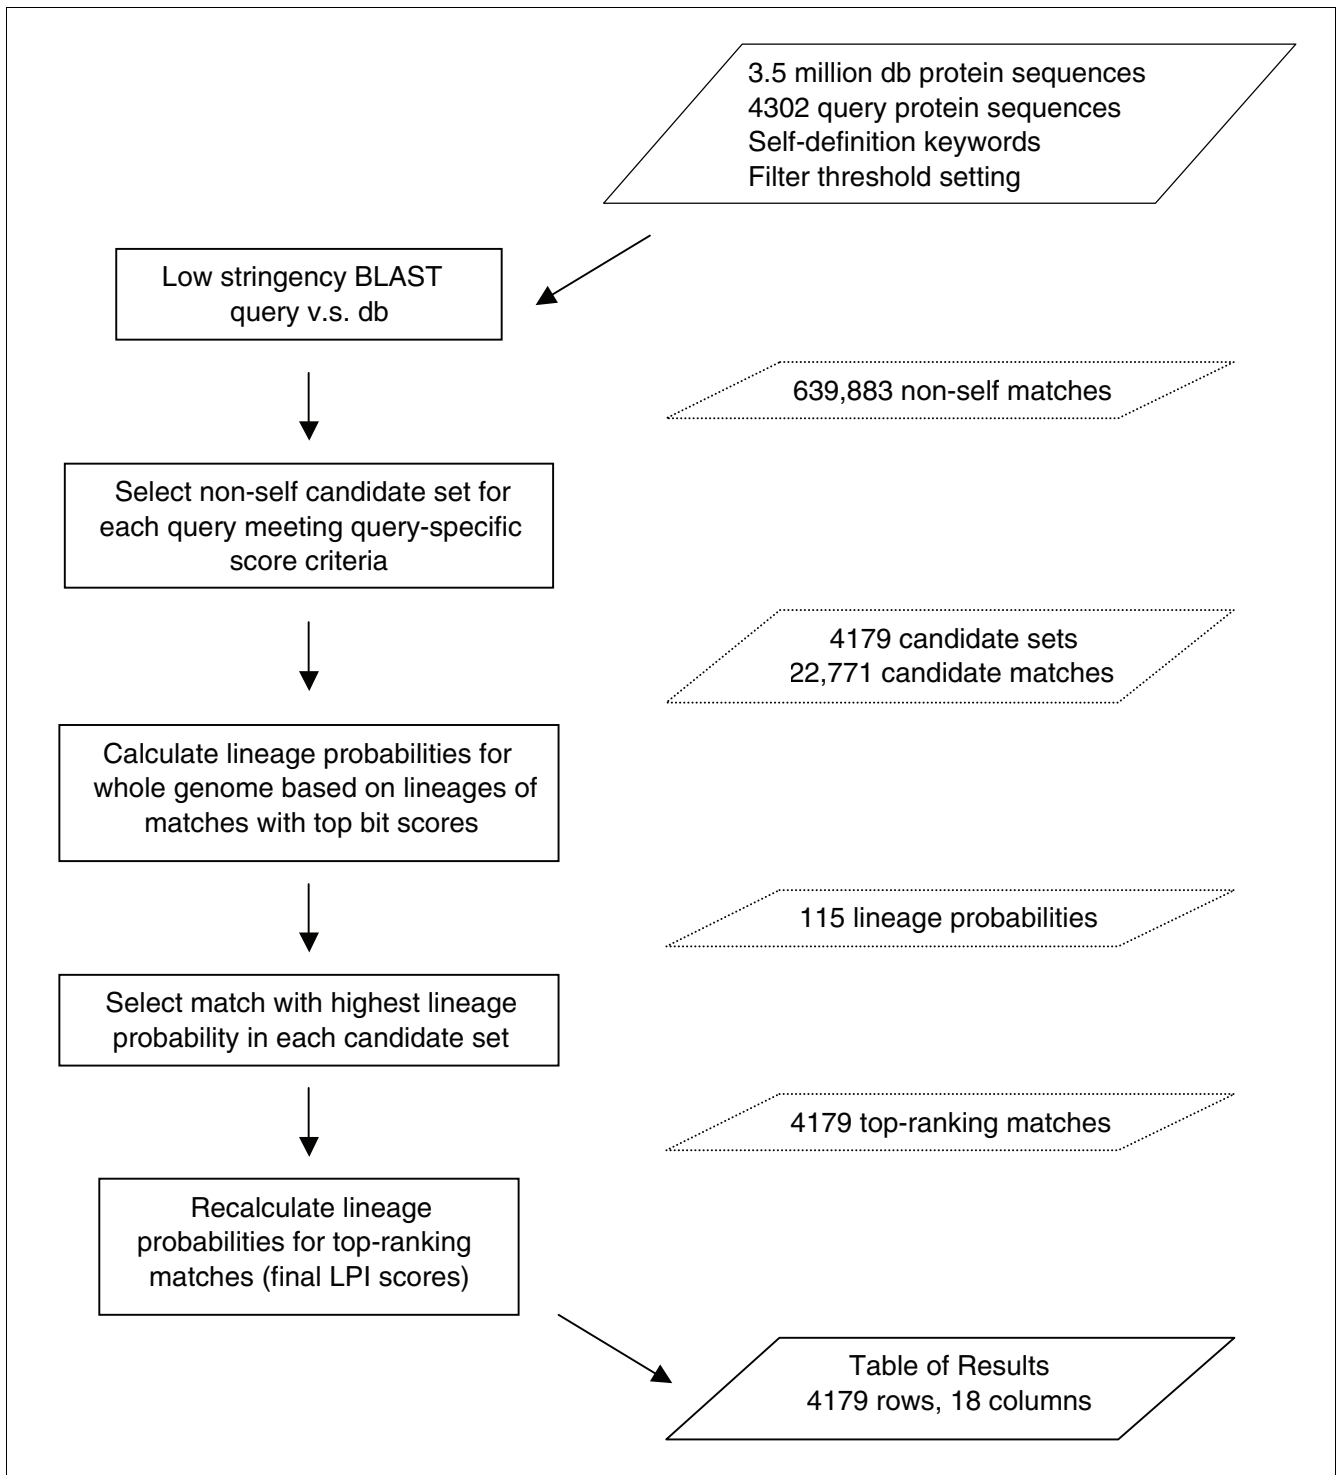 3.5 million db protein sequences
4302 query protein sequences
Self-definition keywords
Filter threshold setting
Low stringency BLAST
query v.s. db
639,883 non-self matches
Select non-self candidate set for
each query meeting query-specific
score criteria
4179 candidate sets
22,771 candidate matches
Calculate lineage probabilities for
whole genome based on lineages of
matches with top bit scores
115 lineage probabilities
Select match with highest lineage
probability in each candidate set
4179 top-ranking matches
Recalculate lineage
probabilities for top-ranking
matches (final LPI scores)
Table of Results
4179 rows, 18 columns